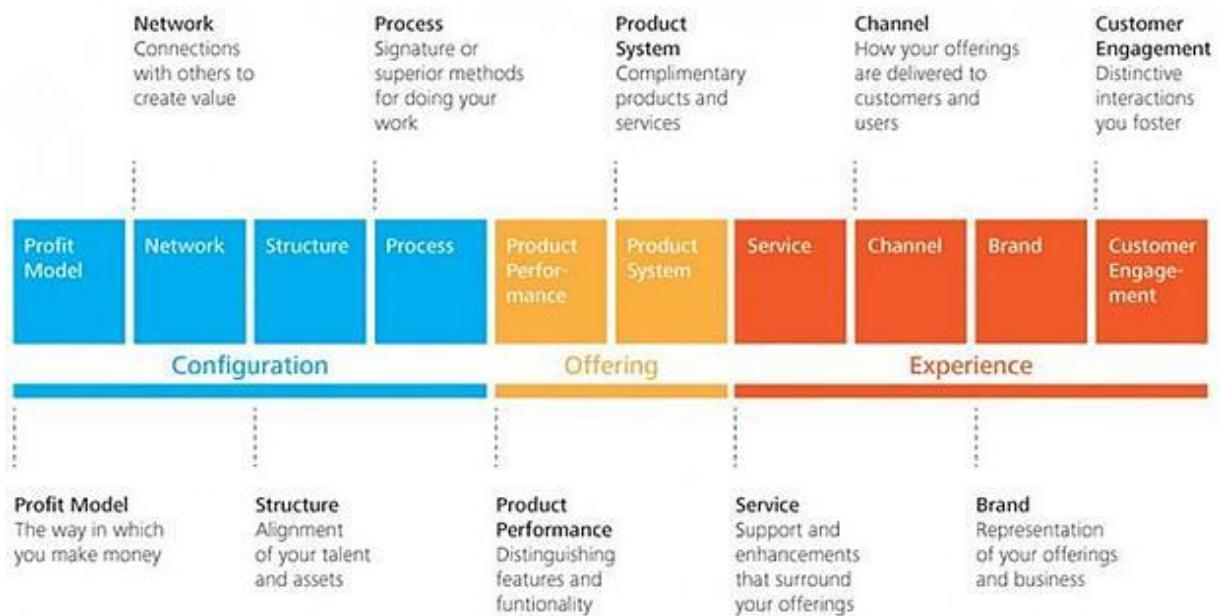 Network
Connections
with others to
create value
Process
Signature or
superior methods
for doing your
work
Product
System
Complimentary
products and
services
Channel
How your offerings
are delivered to
customers and
users
Customer
Engagement
Distinctive
interactions
you foster
Profit
Model
Network
Structure
Process
Product
Perfor-
mance
Product
System
Service
Channel
Brand
Customer
Engage-
ment
Configuration
Offering
Experience
Profit Model
The way in which
you make money
Structure
Alignment
of your talent
and assets
Product
Performance
Distinguishing
features and
funtionality
Service
Support and
enhancements
that surround
your offerings
Brand
Representation
of your offerings
and business